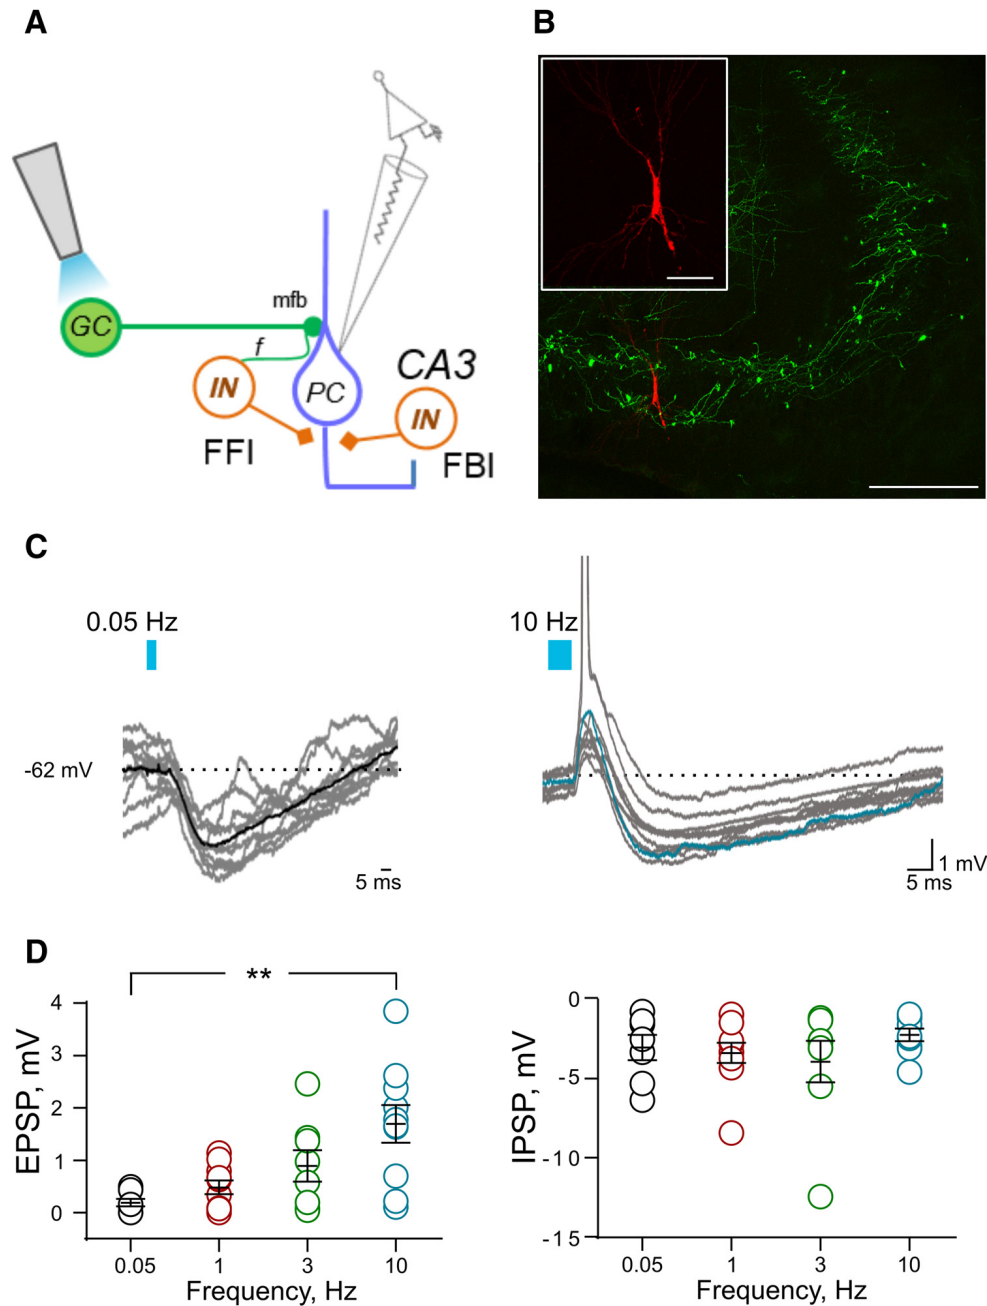 A
B
mfb
GC
f
CA3
IN
PC
IN
FFI
FBI
C
0.05 Hz
10 Hz
-62 mV
5 ms
1 mV
5 ms
D
**
4
3
2
1
0
EPSP, mV
0.05
1
3
10
Frequency, Hz
0
-5
-10
-15
IPSP, mV
0.05
1
3
10
Frequency, Hz